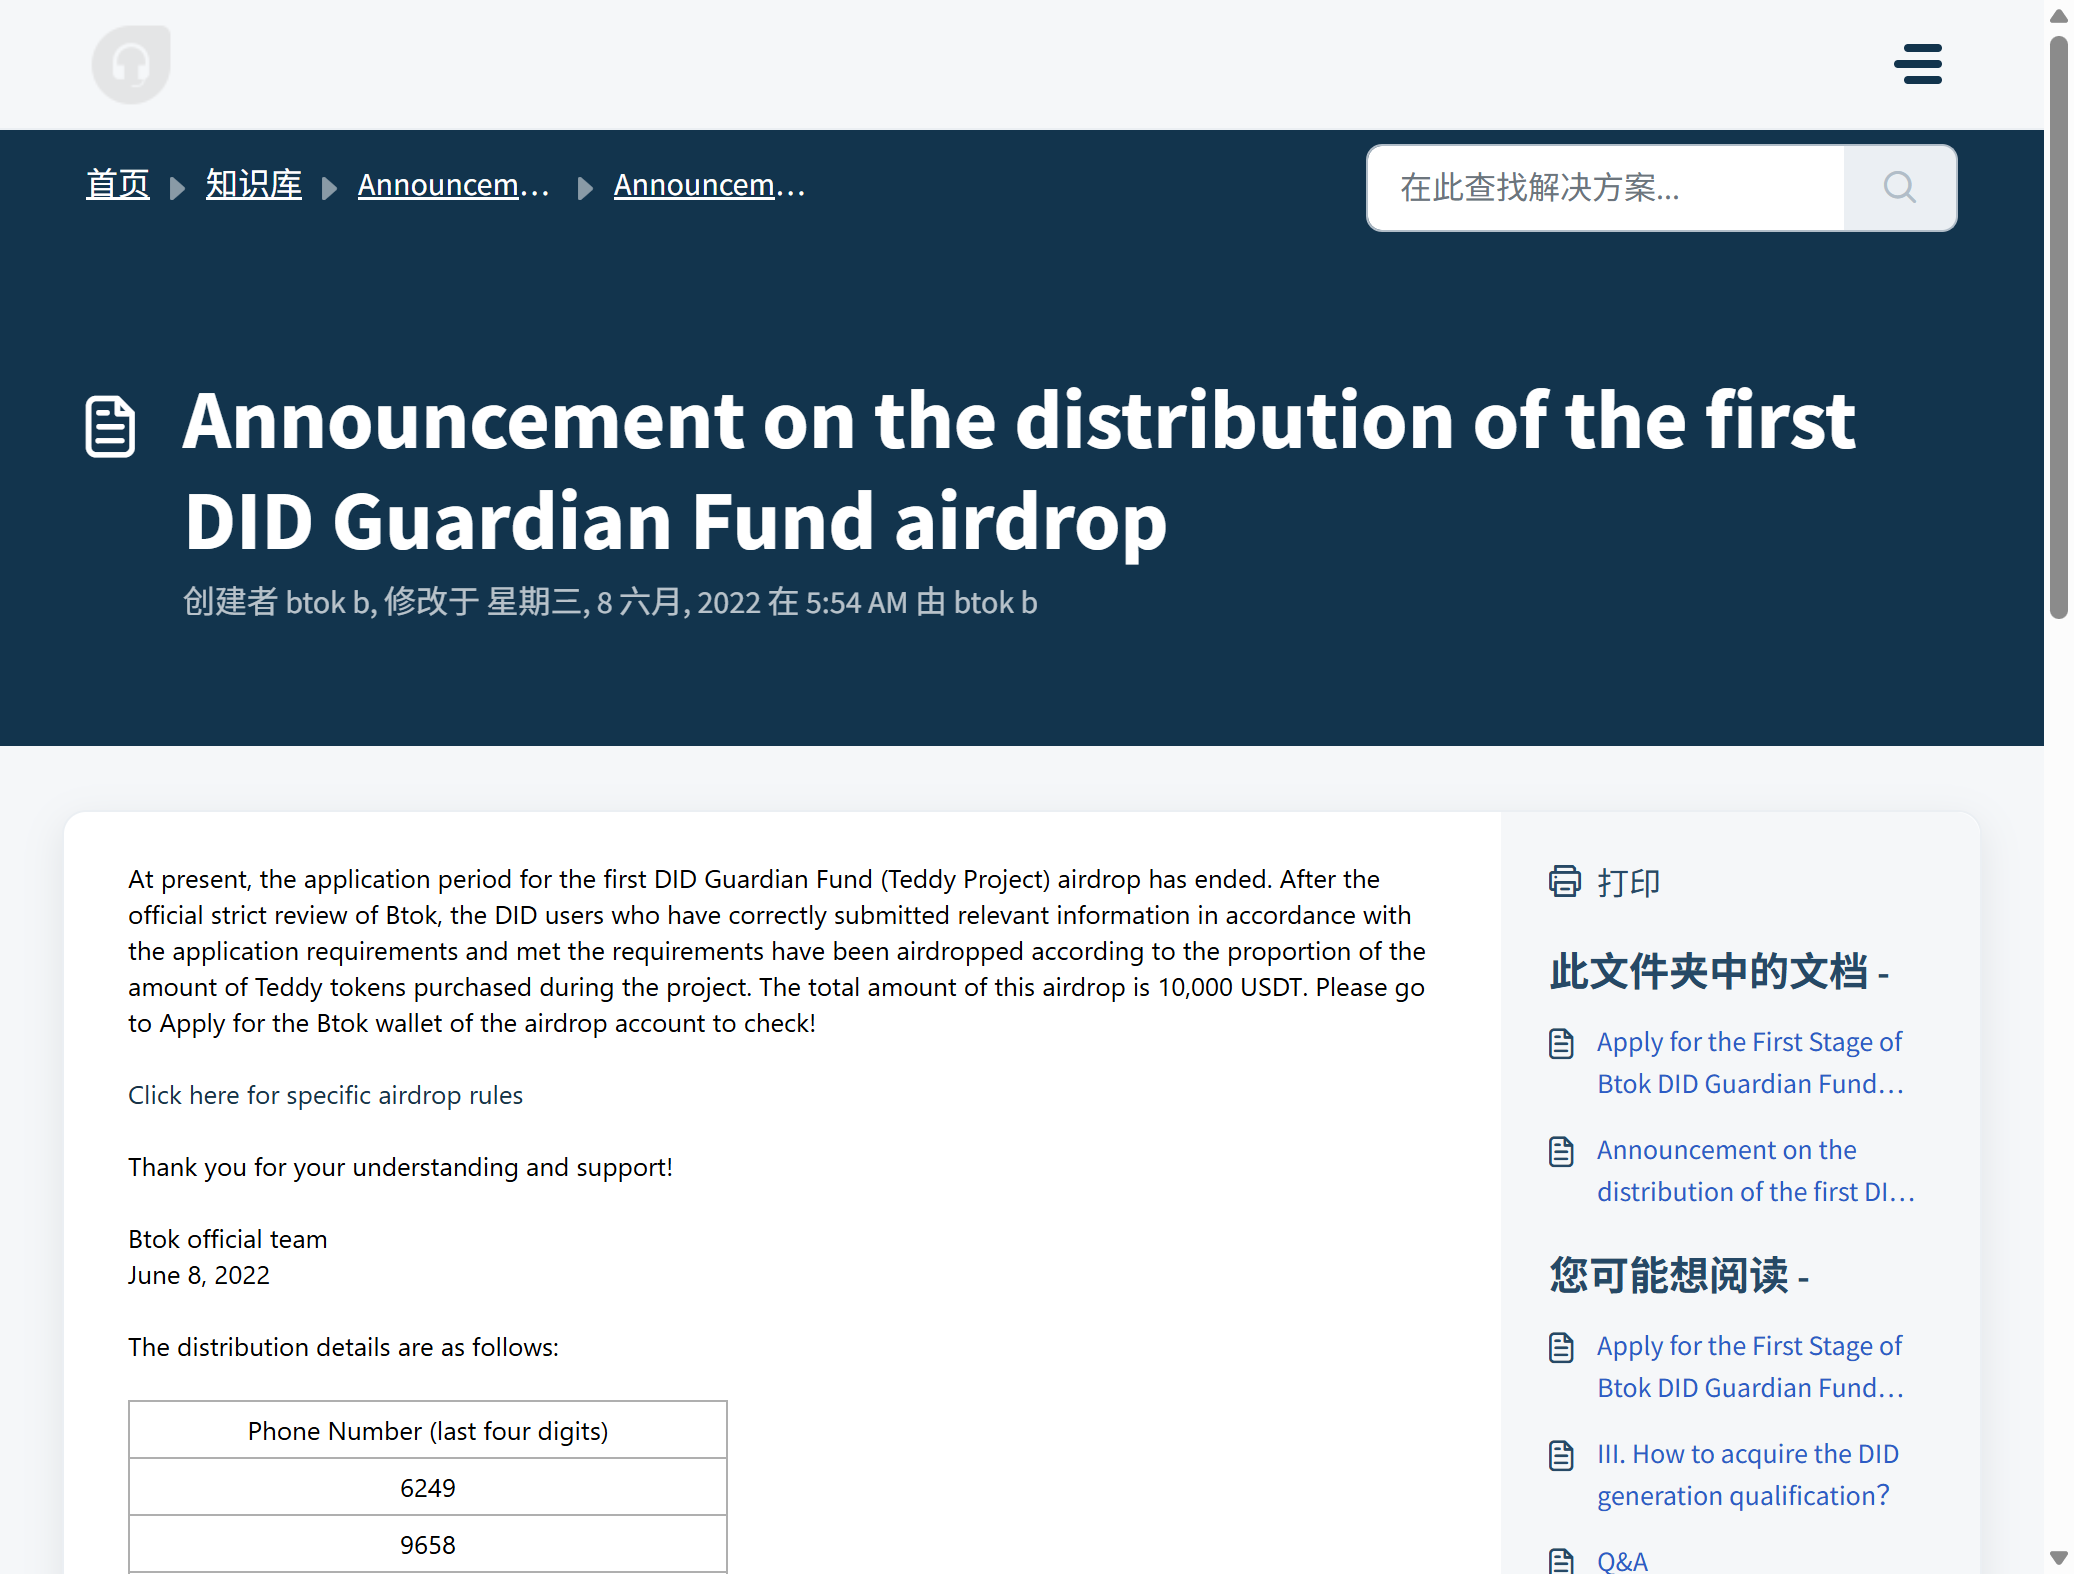 首页 知识库 Announcem... Announcem...
在此查找解决方案...
Announcement on the distribution of the first
DID Guardian Fund airdrop
创建者 btok b, 修改于 星期三, 8 六月, 2022 在 5:54 AM 由 btok b
At present, the application period for the first DID Guardian Fund (Teddy Project) airdrop has ended. After the
official strict review of Btok, the DID users who have correctly submitted relevant information in accordance with
the application requirements and met the requirements have been airdropped according to the proportion of the
amount of Teddy tokens purchased during the project. The total amount of this airdrop is 10,000 USDT. Please go
to Apply for the Btok wallet of the airdrop account to check!
Click here for specific airdrop rules
Thank you for your understanding and support!
Btok official team
June 8, 2022
The distribution details are as follows:
Phone Number (last four digits)
6249
9658
打印
此文件夹中的文档 -
Apply for the First Stage of
Btok DID Guardian Fund...
Announcement on the
distribution of the first DI...
您可能想阅读 -
Apply for the First Stage of
Btok DID Guardian Fund...
III. How to acquire the DID
generation qualification？
Q&A